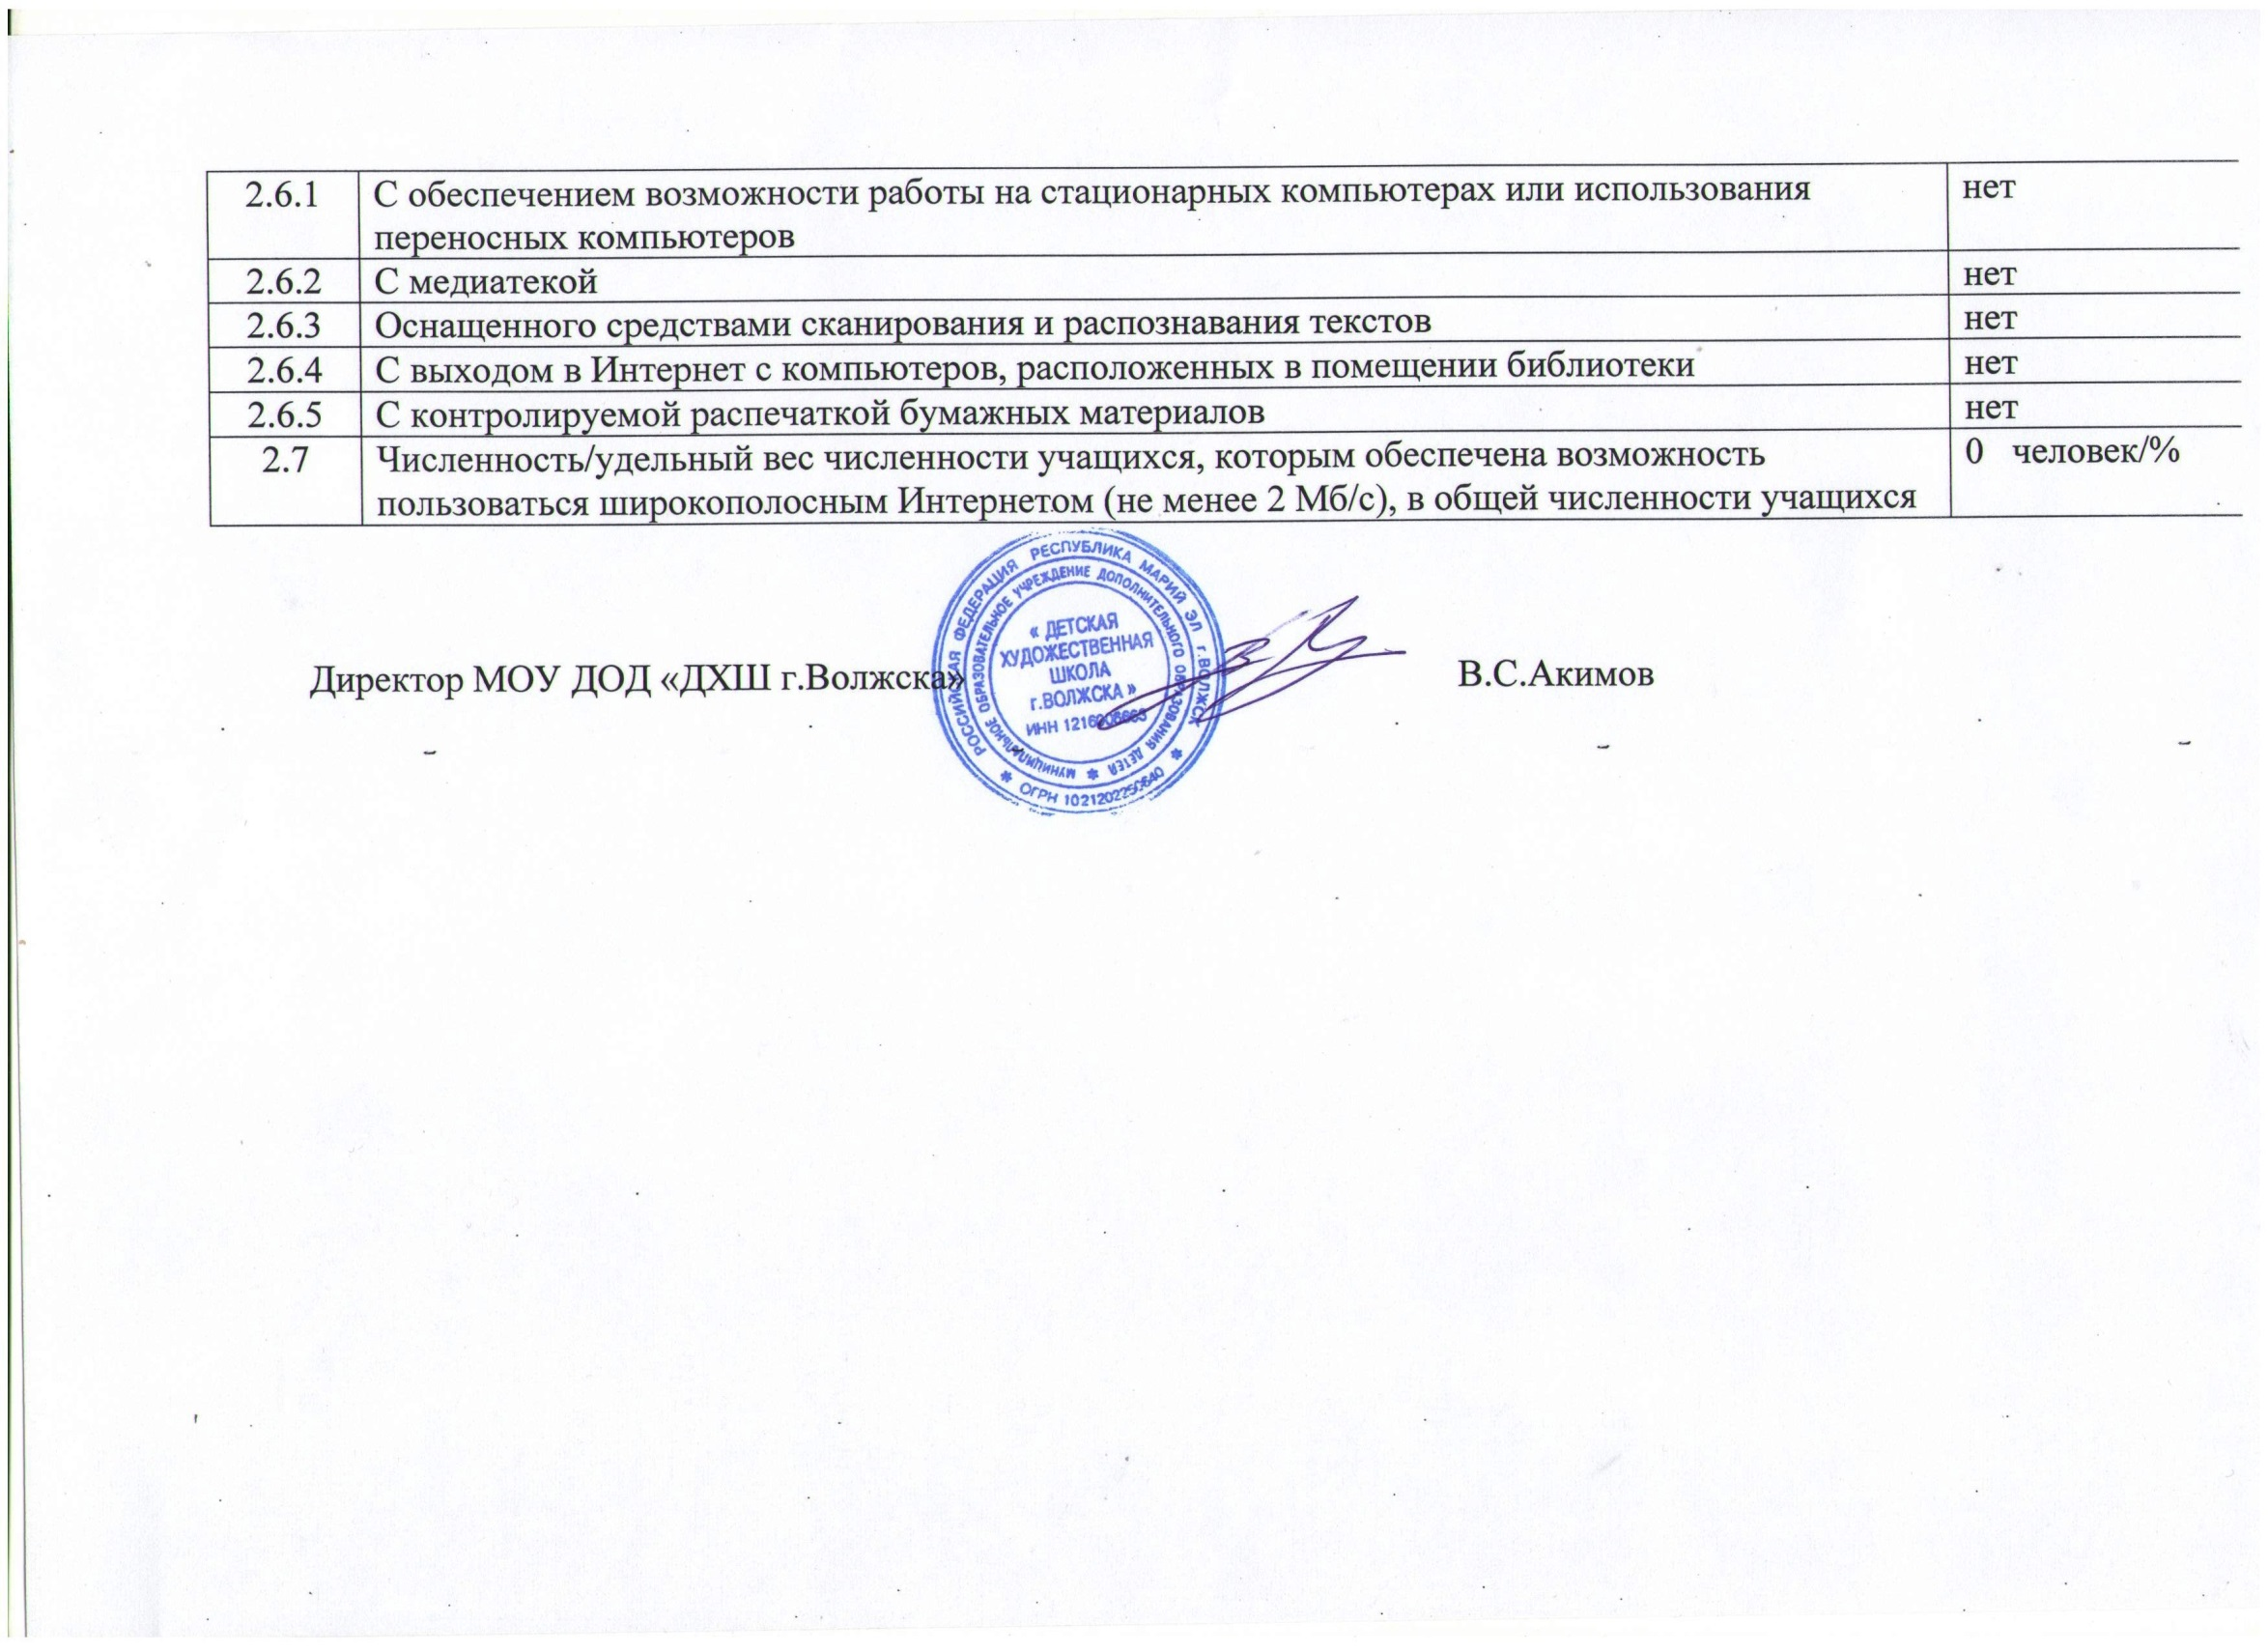 2.6.1 С обеспечением возможности работы на стационарных компьютерах или использования нет
переносных компьютеров
2.6.2 С медиатекой нет
2.6.3 Оснащенного средствами сканирования и распознавания текстов нет
2.6.4 С выходом в Интернет с компьютеров, расположенных в помещении библиотеки нет
2.6.5 С контролируемой распечаткой бумажных материалов нет
2.7 Численность/удельный вес численности учащихся, которым обеспечена возможность 0 человек/%
пользоваться широкополосным Интернетом (не менее 2 Мб/с), в общей численности учащихся
Директор МОУ ДОД «ДХШ г.Волжска»
В.С.Акимов
РОССИЙСКАЯ ФЕДЕРАЦИЯ РЕСПУБЛИКА МАРИЙ ЭЛ г.ВОЛЖСК
МУНИЦИПАЛЬНОЕ ОБРАЗОВАТЕЛЬНОЕ УЧРЕЖДЕНИЕ ДОПОЛНИТЕЛЬНОГО ОБРАЗОВАНИЯ ДЕТЕЙ
« ДЕТСКАЯ
ХУДОЖЕСТВЕННАЯ
ШКОЛА
г.ВОЛЖСКА »
ИНН
ОГРН